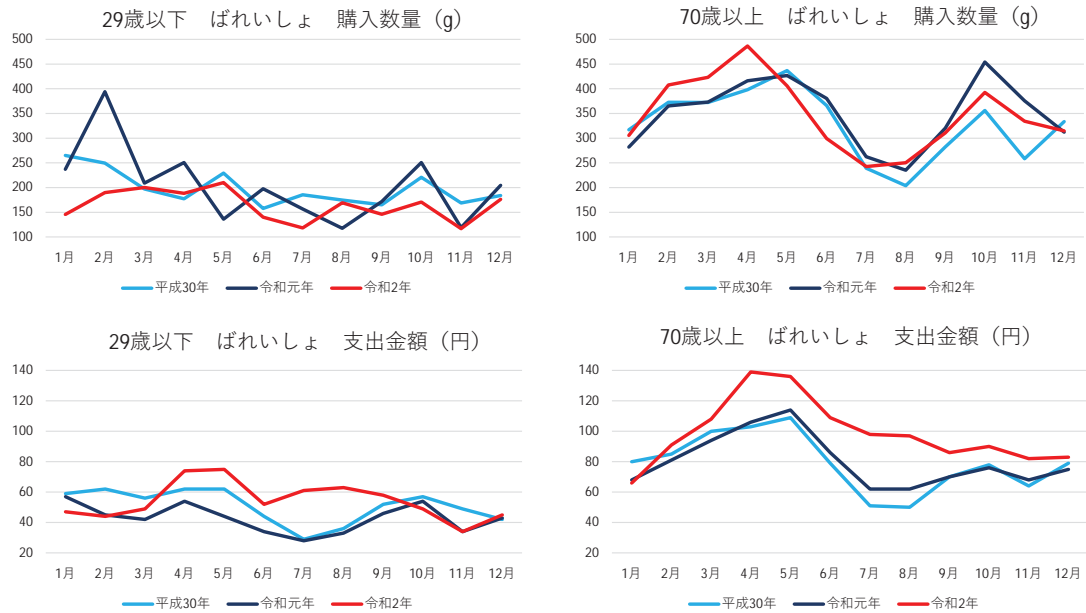 29歳以下　ばれいしょ　購入数量（g）
500
450
400
350
300
250
200
150
100
1月 2月 3月 4月 5月 6月 7月 8月 9月 10月 11月 12月
平成30年 令和元年 令和2年
70歳以上　ばれいしょ　購入数量（g）
500
450
400
350
300
250
200
150
100
1月 2月 3月 4月 5月 6月 7月 8月 9月 10月 11月 12月
平成30年 令和元年 令和2年
29歳以下　ばれいしょ　支出金額（円）
140
120
100
80
60
40
20
1月 2月 3月 4月 5月 6月 7月 8月 9月 10月 11月 12月
平成30年 令和元年 令和2年
70歳以上　ばれいしょ　支出金額（円）
140
120
100
80
60
40
20
1月 2月 3月 4月 5月 6月 7月 8月 9月 10月 11月 12月
平成30年 令和元年 令和2年